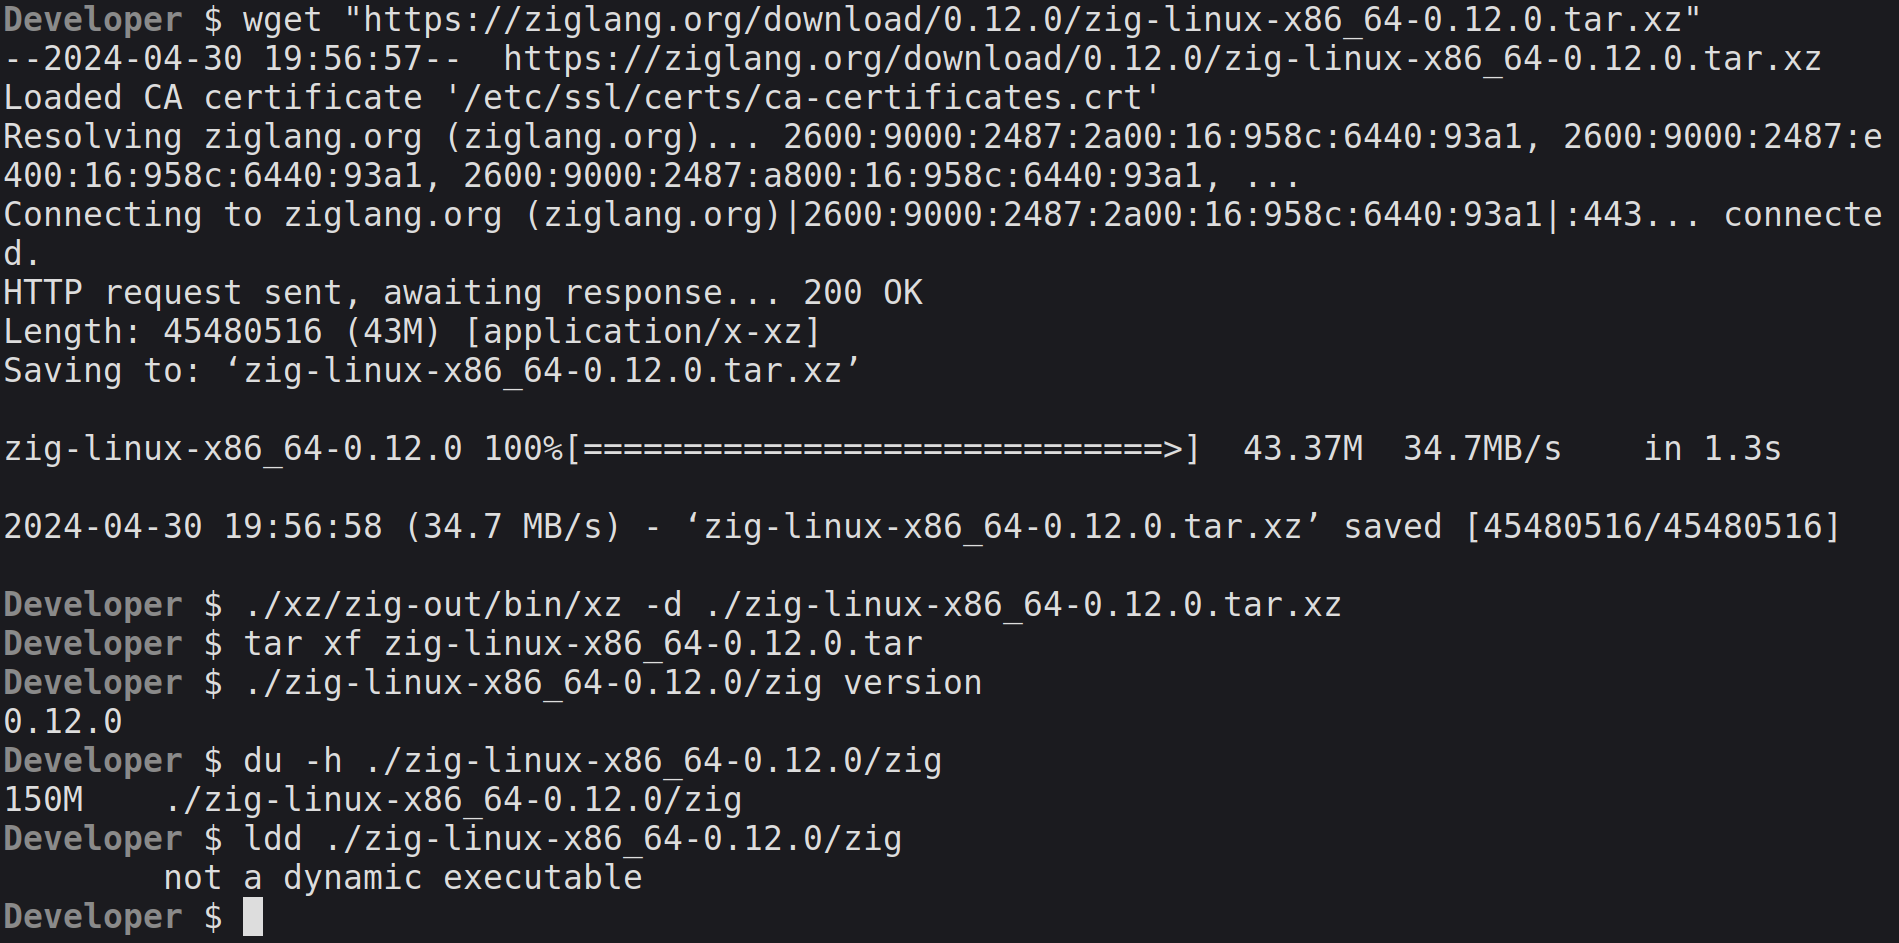 Developer $ wget "https://ziglang.org/download/0.12.0/zig-linux-x86_64-0.12.0.tar.xz"
--2024-04-30 19:56:57--  https://ziglang.org/download/0.12.0/zig-linux-x86_64-0.12.0.tar.xz
Loaded CA certificate '/etc/ssl/certs/ca-certificates.crt'
Resolving ziglang.org (ziglang.org)... 2600:9000:2487:2a00:16:958c:6440:93a1, 2600:9000:2487:e
400:16:958c:6440:93a1, 2600:9000:2487:a800:16:958c:6440:93a1, ...
Connecting to ziglang.org (ziglang.org)|2600:9000:2487:2a00:16:958c:6440:93a1|:443... connecte
d.
HTTP request sent, awaiting response... 200 OK
Length: 45480516 (43M) [application/x-xz]
Saving to: ‘zig-linux-x86_64-0.12.0.tar.xz’
zig-linux-x86_64-0.12.0 100%[=============================>]  43.37M  34.7MB/s    in 1.3s
2024-04-30 19:56:58 (34.7 MB/s) - ‘zig-linux-x86_64-0.12.0.tar.xz’ saved [45480516/45480516]
Developer $ ./xz/zig-out/bin/xz -d ./zig-linux-x86_64-0.12.0.tar.xz
Developer $ tar xf zig-linux-x86_64-0.12.0.tar
Developer $ ./zig-linux-x86_64-0.12.0/zig version
0.12.0
Developer $ du -h ./zig-linux-x86_64-0.12.0/zig
150M    ./zig-linux-x86_64-0.12.0/zig
Developer $ ldd ./zig-linux-x86_64-0.12.0/zig
        not a dynamic executable
Developer $